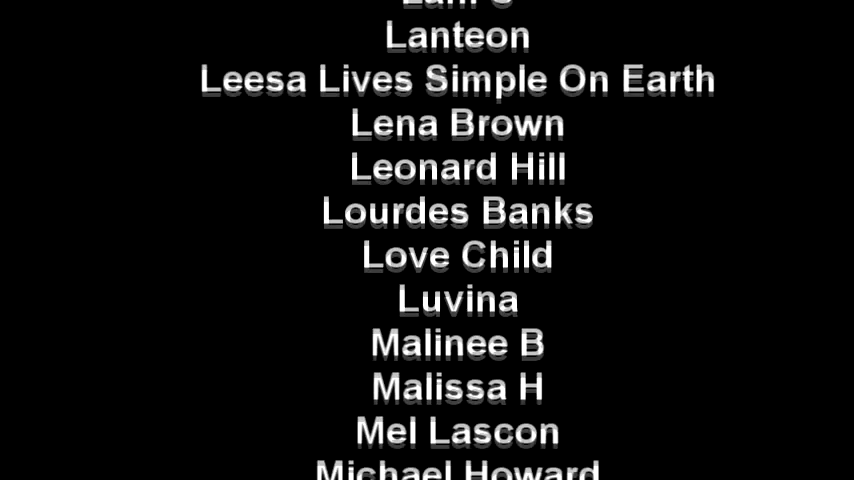 Lanteon
Leesa Lives Simple On Earth
Lena Brown
Leonard Hill
Lourdes Banks
Love Child
Luvina
Malinee B
Malissa H
Mel Lascon
Michael Howard